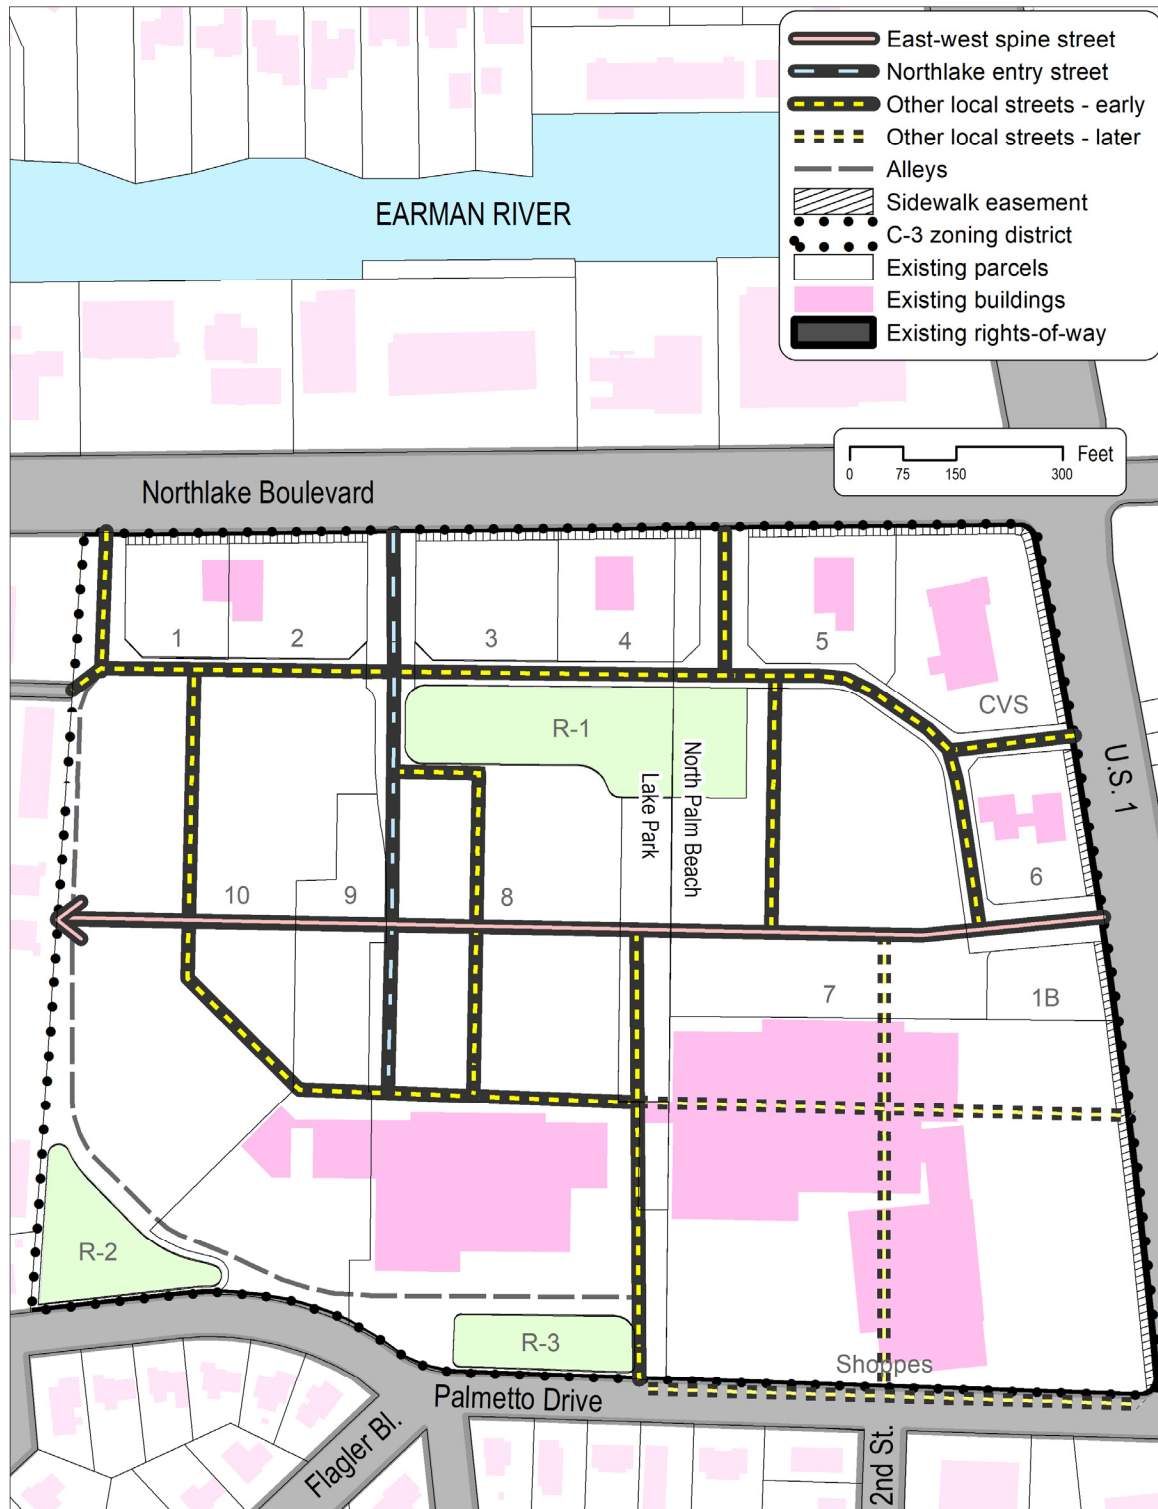 East-west spine street
Northlake entry street
Other local streets - early
Other local streets - later
Alleys
Sidewalk easement
C-3 zoning district
Existing parcels
Existing buildings
Existing rights-of-way
EARMAN RIVER
Feet
0 75 150 300
Northlake Boulevard
1 2 3 4 5
CVS
R-1
North Palm Beach
Lake Park
U.S. 1
6
10 9 8
7 1B
R-2
R-3
Shoppes
Palmetto Drive
Flagler Bl.
2nd St.